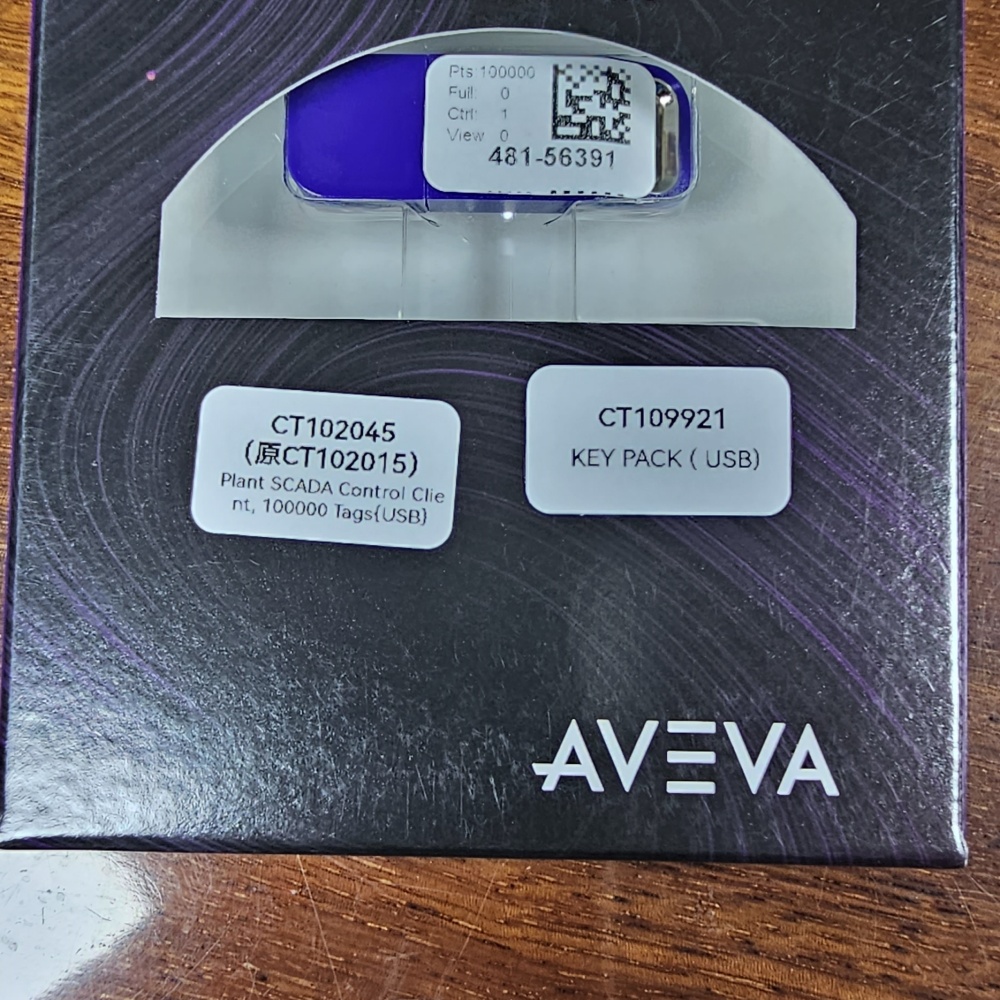 Pts:100000
Full: 0
Ctrl: 1
View 0
481-56391
CT102045
(原CT102015)
Plant SCADA Control Clie
nt, 100000 Tags(USB)
CT109921
KEY PACK ( USB)
AVEVA